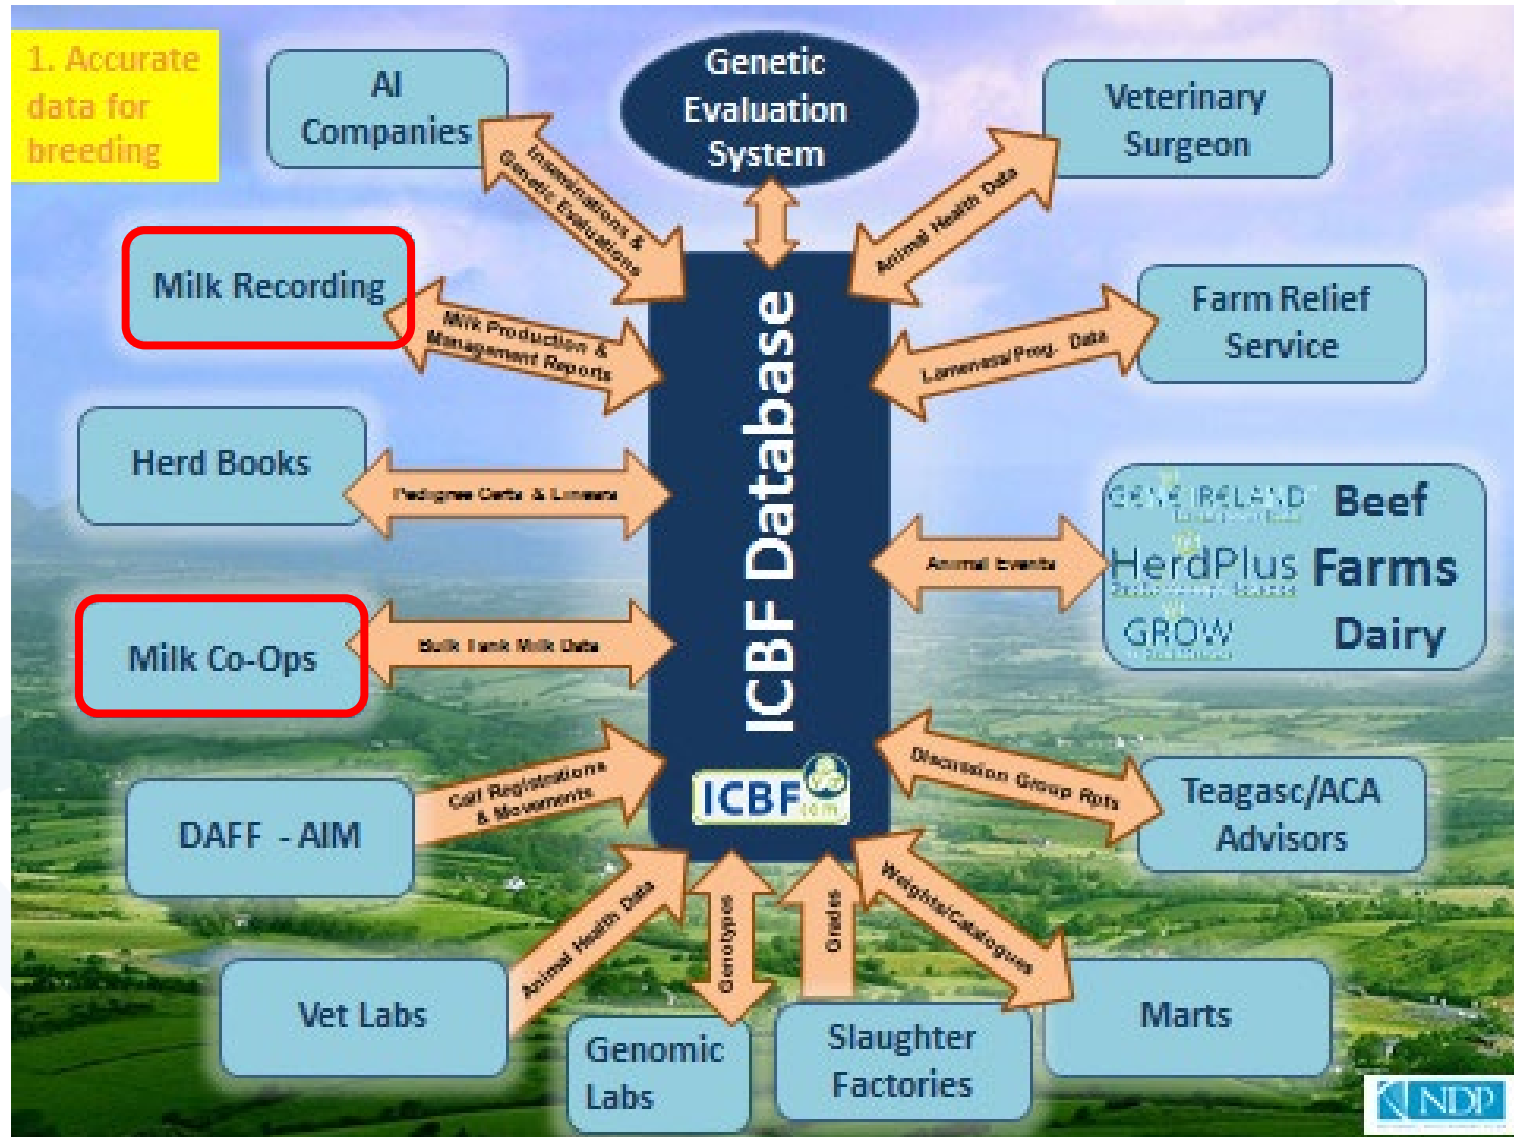 1. Accurate
data for
breeding
AI
Companies
Genetic
Evaluation
System
Veterinary
Surgeon
Inseminations &
Genetic Evaluations
Animal Health Data
Milk Recording
Milk Production &
Management Reports
Farm Relief
Service
Lameness/Prog. Data
ICBF Database
Herd Books
Pedigree Certs & Linears
GENE IRELAND
Beef
HerdPlus
Farms
GROW
Dairy
Animal Events
Milk Co-Ops
Bulk Tank Milk Data
ICBF
.com
DAFF - AIM
Calf Registrations
& Movements
Discussion Group Rpts
Teagasc/ACA
Advisors
Vet Labs
Animal Health Data
Genotypes
Grades
Weights/Catalogues
Genomic
Labs
Slaughter
Factories
Marts
NDP